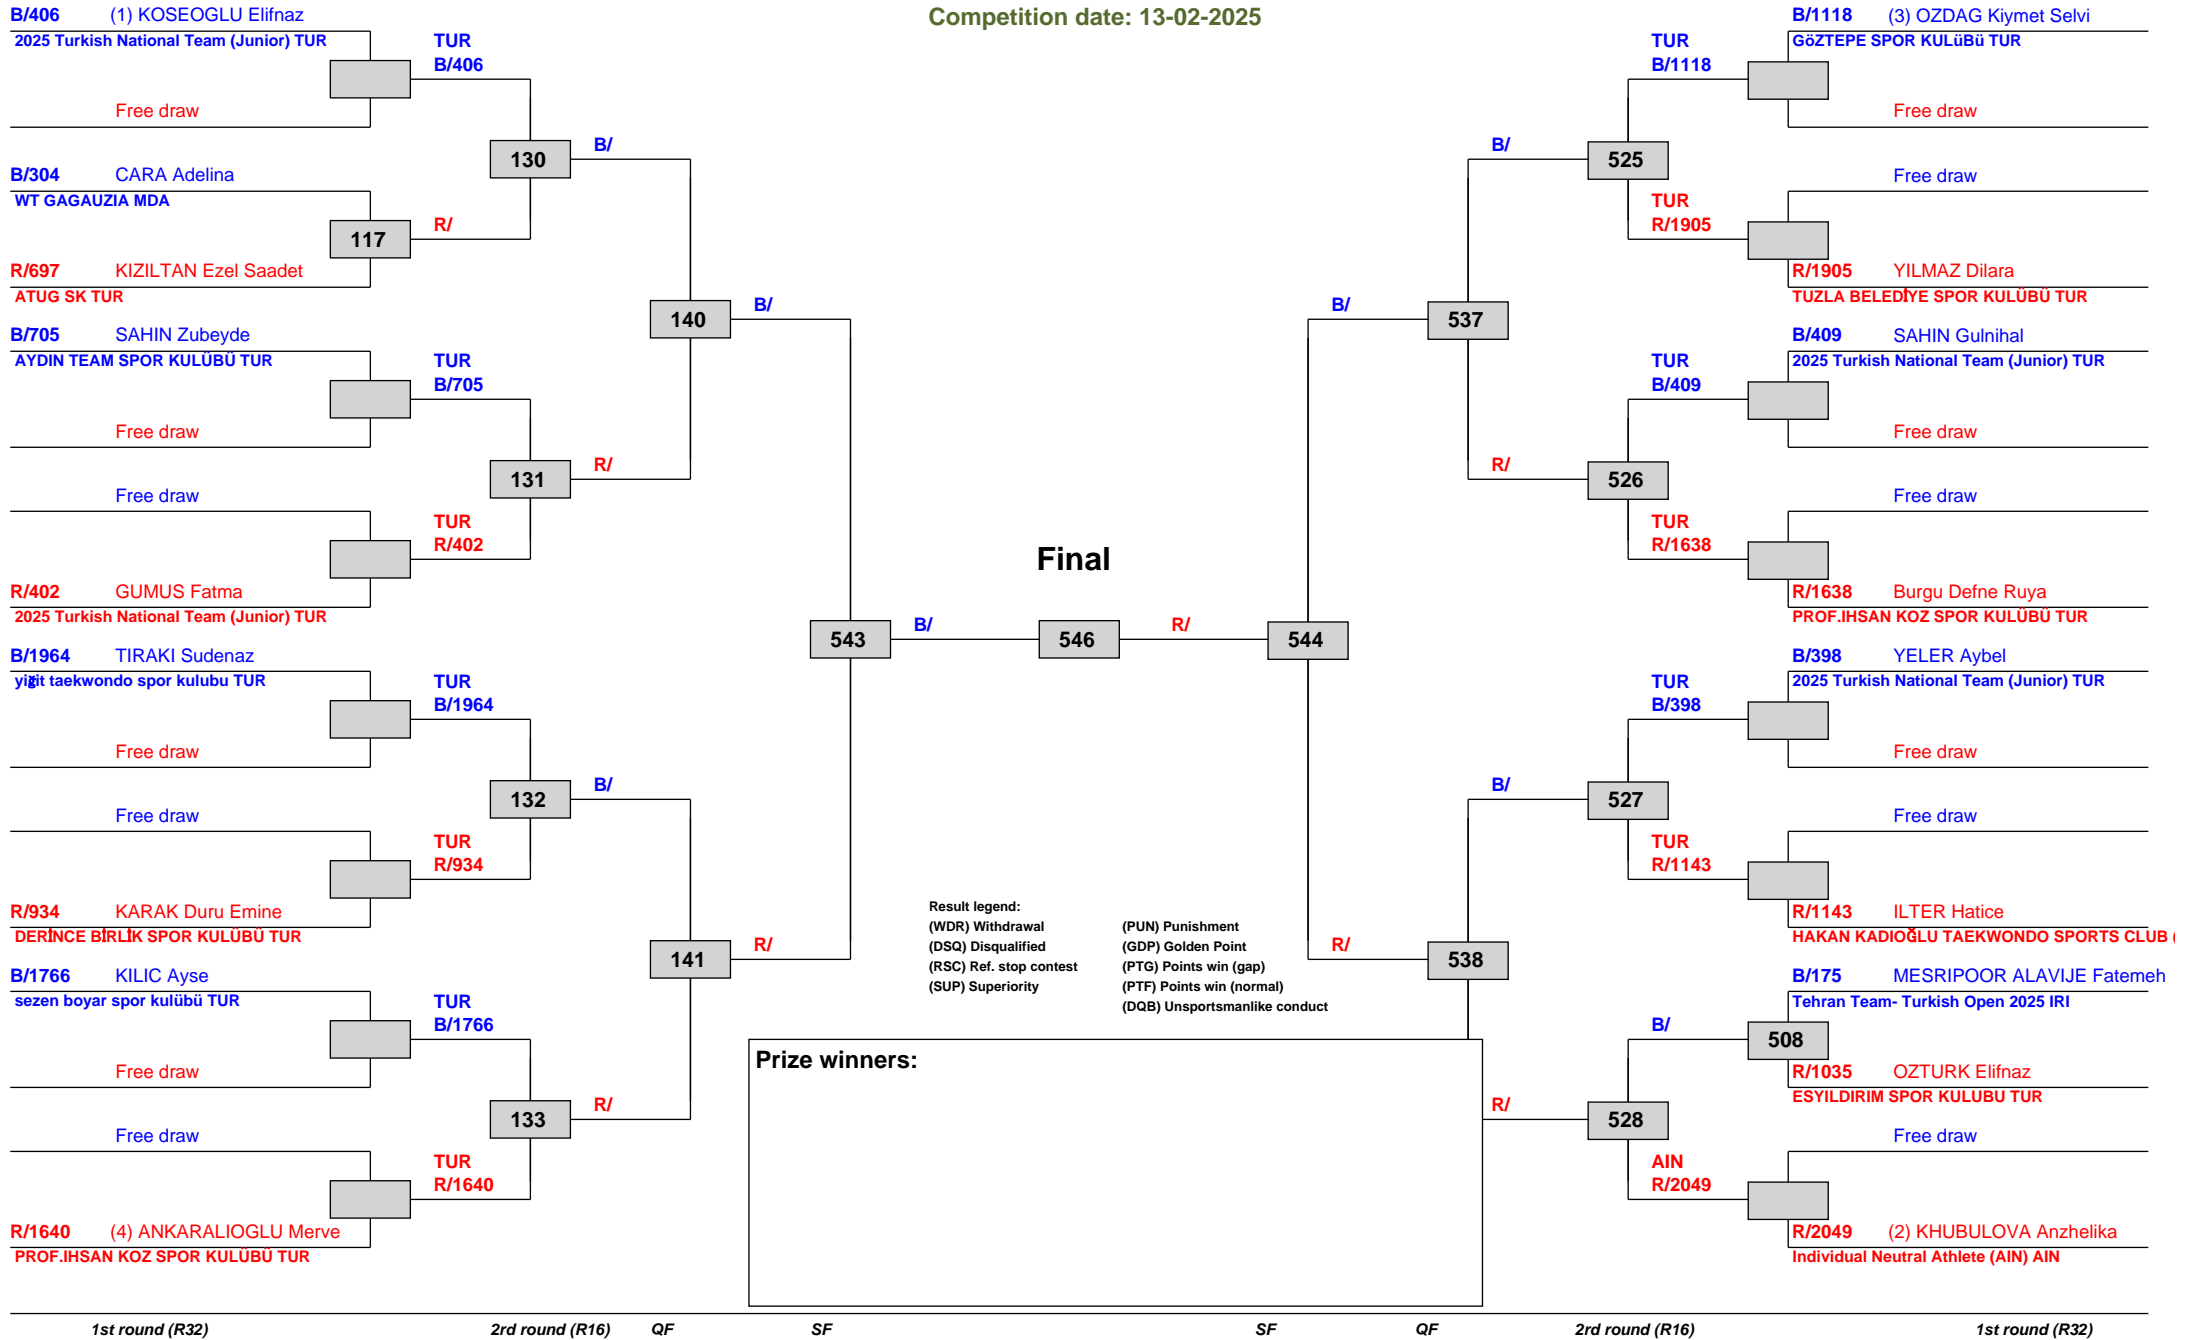 Competition date: 13-02-2025
B/406 (1) KOSEOGLU Elifnaz
2025 Turkish National Team (Junior) TUR
TUR
B/406
Free draw
130
B/
B/304 CARA Adelina
WT GAGAUZIA MDA
117
R/
R/697 KIZILTAN Ezel Saadet
ATUG SK TUR
140
B/
B/705 SAHIN Zubeyde
AYDIN TEAM SPOR KULÜBÜ TUR
TUR
B/705
Free draw
131
R/
Free draw
TUR
R/402
R/402 GUMUS Fatma
2025 Turkish National Team (Junior) TUR
543
B/
B/1964 TIRAKI Sudenaz
yiğit taekwondo spor kulubu TUR
TUR
B/1964
Free draw
132
B/
Free draw
TUR
R/934
R/934 KARAK Duru Emine
DERİNCE BİRLİK SPOR KULÜBÜ TUR
141
R/
B/1766 KILIC Ayse
sezen boyar spor kulübü TUR
TUR
B/1766
Free draw
133
R/
Free draw
TUR
R/1640
R/1640 (4) ANKARALIOGLU Merve
PROF.IHSAN KOZ SPOR KULÜBÜ TUR
Final
546
R/
544
Result legend:
(WDR) Withdrawal (PUN) Punishment
(DSQ) Disqualified (GDP) Golden Point
(RSC) Ref. stop contest (PTG) Points win (gap)
(SUP) Superiority (PTF) Points win (normal)
(DQB) Unsportsmanlike conduct
Prize winners:
B/1118 (3) OZDAG Kiymet Selvi
GöZTEPE SPOR KULüBü TUR
TUR
B/1118
Free draw
B/
525
Free draw
TUR
R/1905
R/1905 YILMAZ Dilara
TUZLA BELEDİYE SPOR KULÜBÜ TUR
B/
537
B/409 SAHIN Gulnihal
2025 Turkish National Team (Junior) TUR
TUR
B/409
Free draw
R/
526
Free draw
TUR
R/1638
R/1638 Burgu Defne Ruya
PROF.IHSAN KOZ SPOR KULÜBÜ TUR
B/398 YELER Aybel
2025 Turkish National Team (Junior) TUR
TUR
B/398
Free draw
B/
527
Free draw
TUR
R/1143
R/1143 ILTER Hatice
HAKAN KADIOĞLU TAEKWONDO SPORTS CLUB (
R/
538
B/175 MESRIPOOR ALAVIJE Fatemeh
Tehran Team- Turkish Open 2025 IRI
B/
508
R/1035 OZTURK Elifnaz
ESYILDIRIM SPOR KULUBU TUR
R/
528
Free draw
AIN
R/2049
R/2049 (2) KHUBULOVA Anzhelika
Individual Neutral Athlete (AIN) AIN
1st round (R32) 2rd round (R16) QF SF SF QF 2rd round (R16) 1st round (R32)